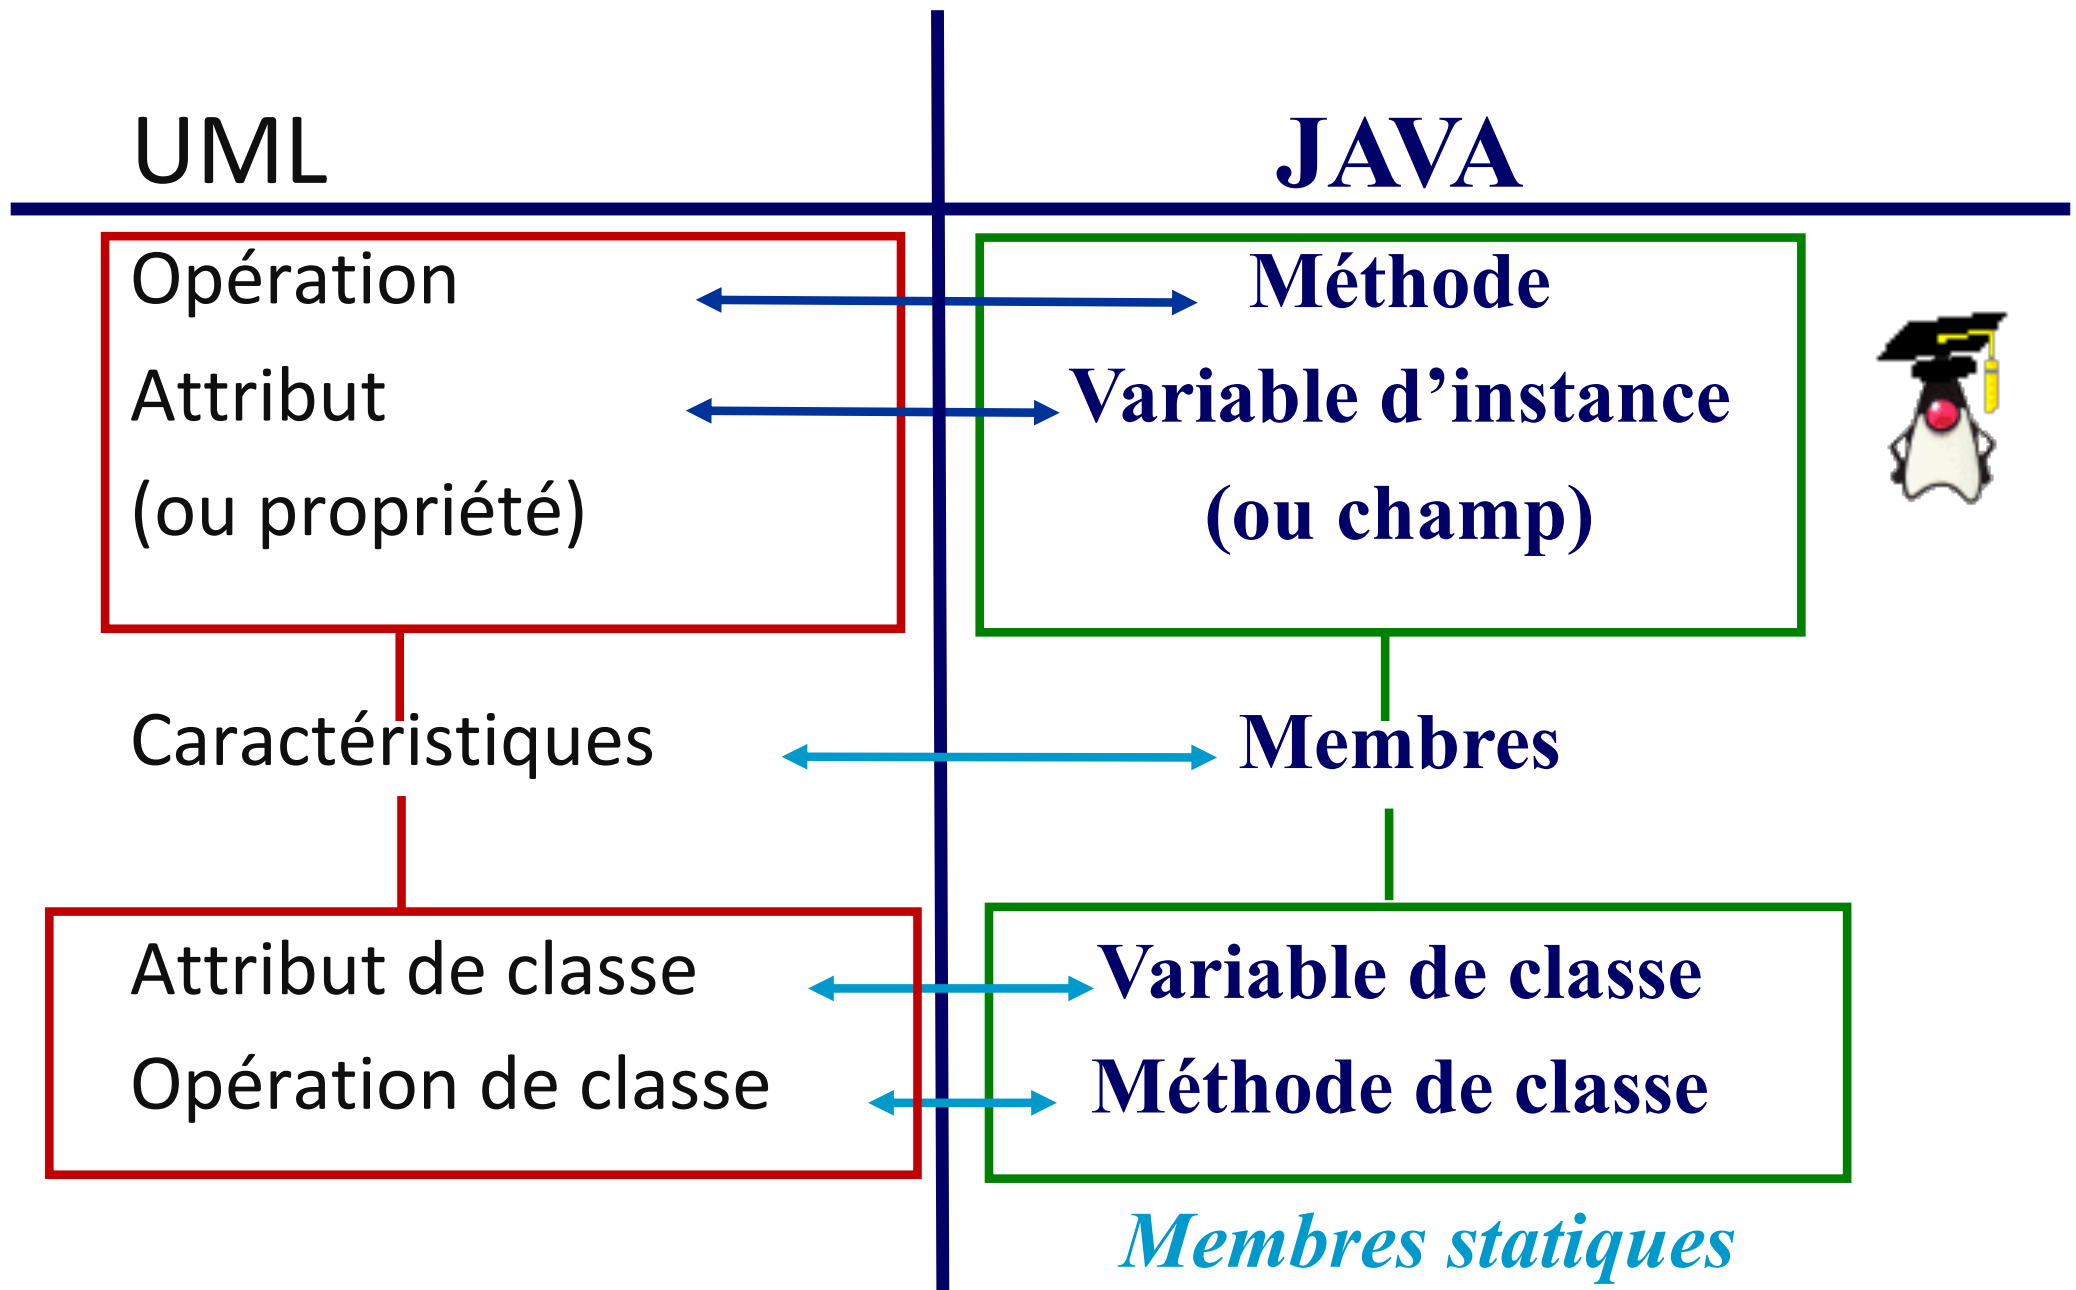 UML
JAVA
Opération
Méthode
Attribut
Variable d’instance
(ou propriété)
(ou champ)
Caractéristiques
Membres
Attribut de classe
Variable de classe
Opération de classe
Méthode de classe
Membres statiques